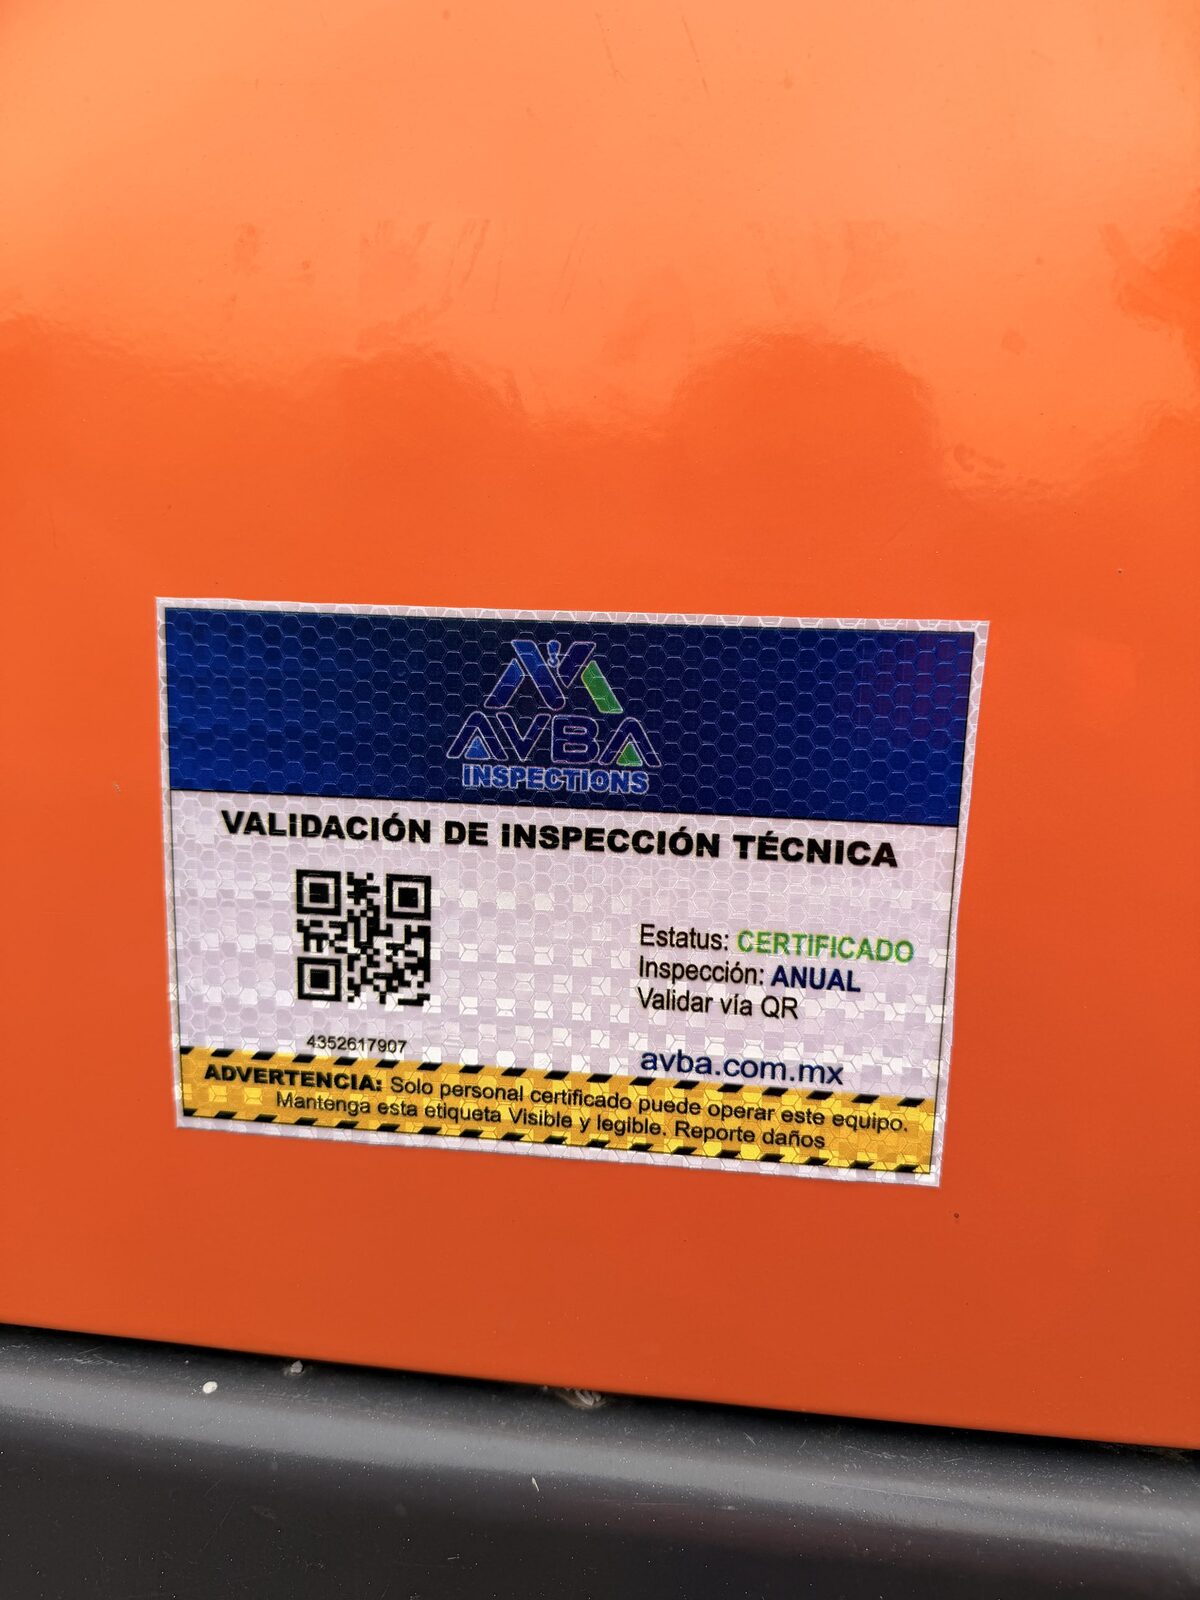 AVBA
INSPECTIONS
VALIDACIÓN DE INSPECCIÓN TÉCNICA
Estatus: CERTIFICADO
Inspección: ANUAL
Validar vía QR
4352617907
avba.com.mx
ADVERTENCIA: Solo personal certificado puede operar este equipo.
Mantenga esta etiqueta Visible y legible. Reporte daños